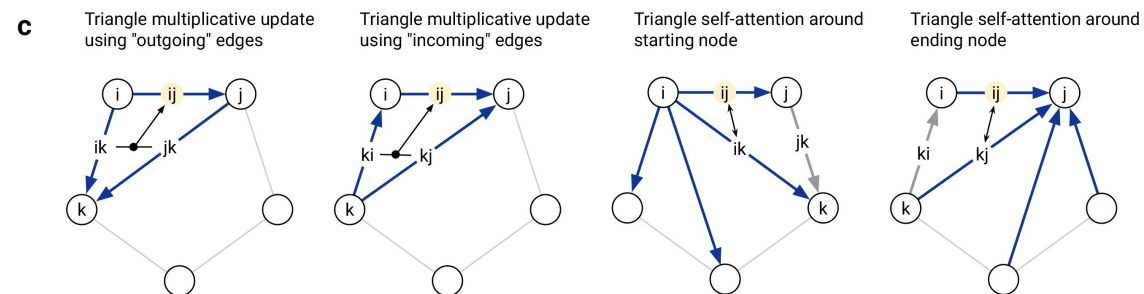 c
Triangle multiplicative update
using "outgoing" edges
i
ij
j
ik
jk
k
Triangle multiplicative update
using "incoming" edges
i
ij
j
ki
kj
k
Triangle self-attention around
starting node
i
ij
j
ik
jk
k
Triangle self-attention around
ending node
i
ij
j
ki
kj
k